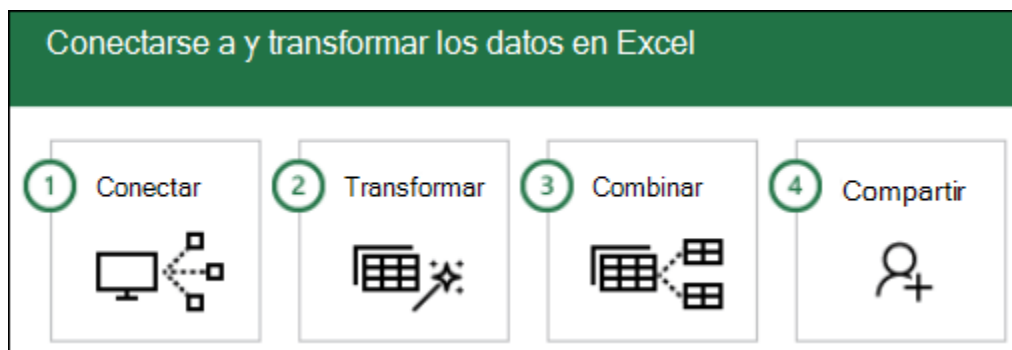 Conectarse a y transformar los datos en Excel
1 Conectar
2 Transformar
3 Combinar
4 Compartir